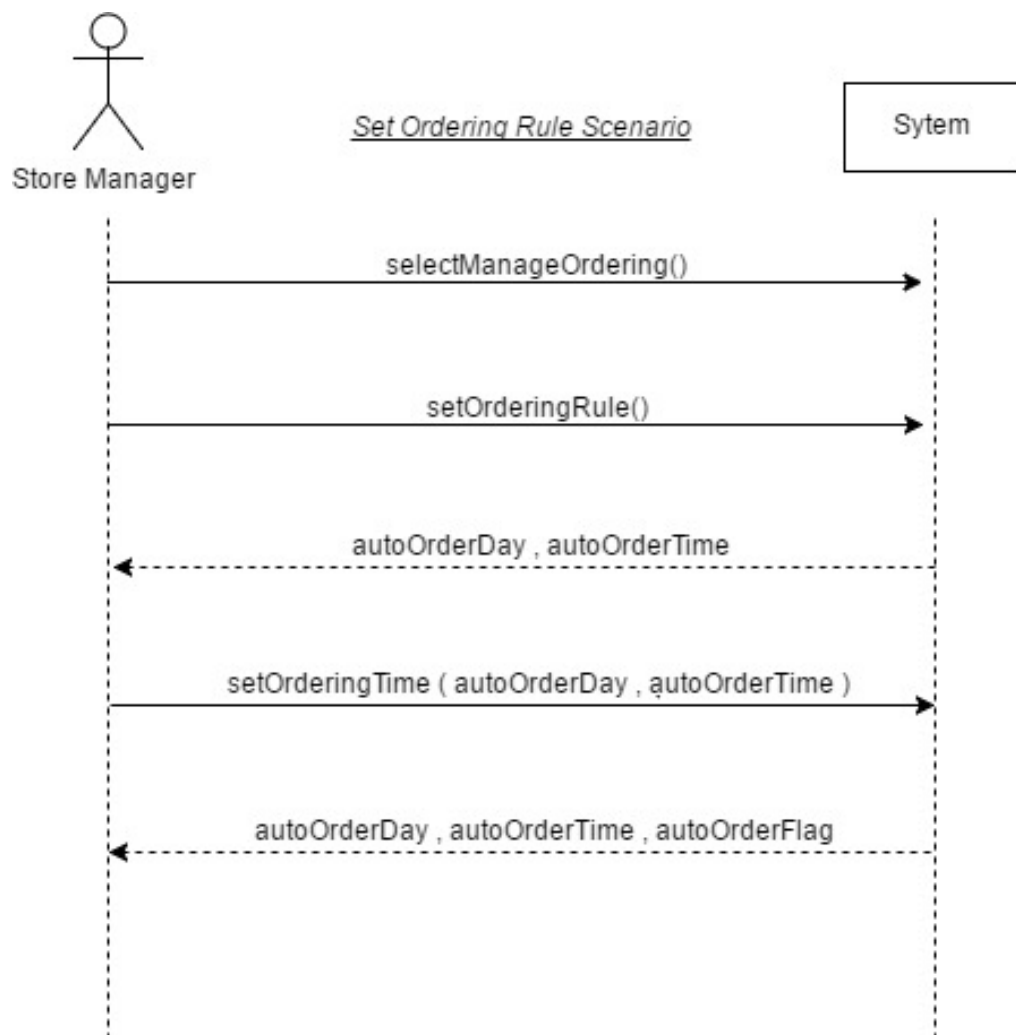 Set Ordering Rule Scenario
Sytem
Store Manager
selectManageOrdering()
setOrderingRule()
autoOrderDay , autoOrderTime
setOrderingTime ( autoOrderDay , autoOrderTime )
autoOrderDay , autoOrderTime , autoOrderFlag